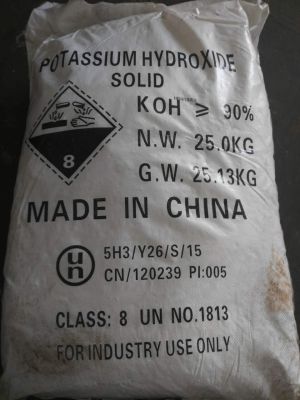 POTASSIUM HYDROXIDE
SOLID
KOH ≥ 90%
8
N.W. 25.0KG
G.W. 25.13KG
MADE IN CHINA
un
5H3/Y26/S/15
CN/120239 PI:005
CLASS: 8 UN NO.1813
FOR INDUSTRY USE ONLY